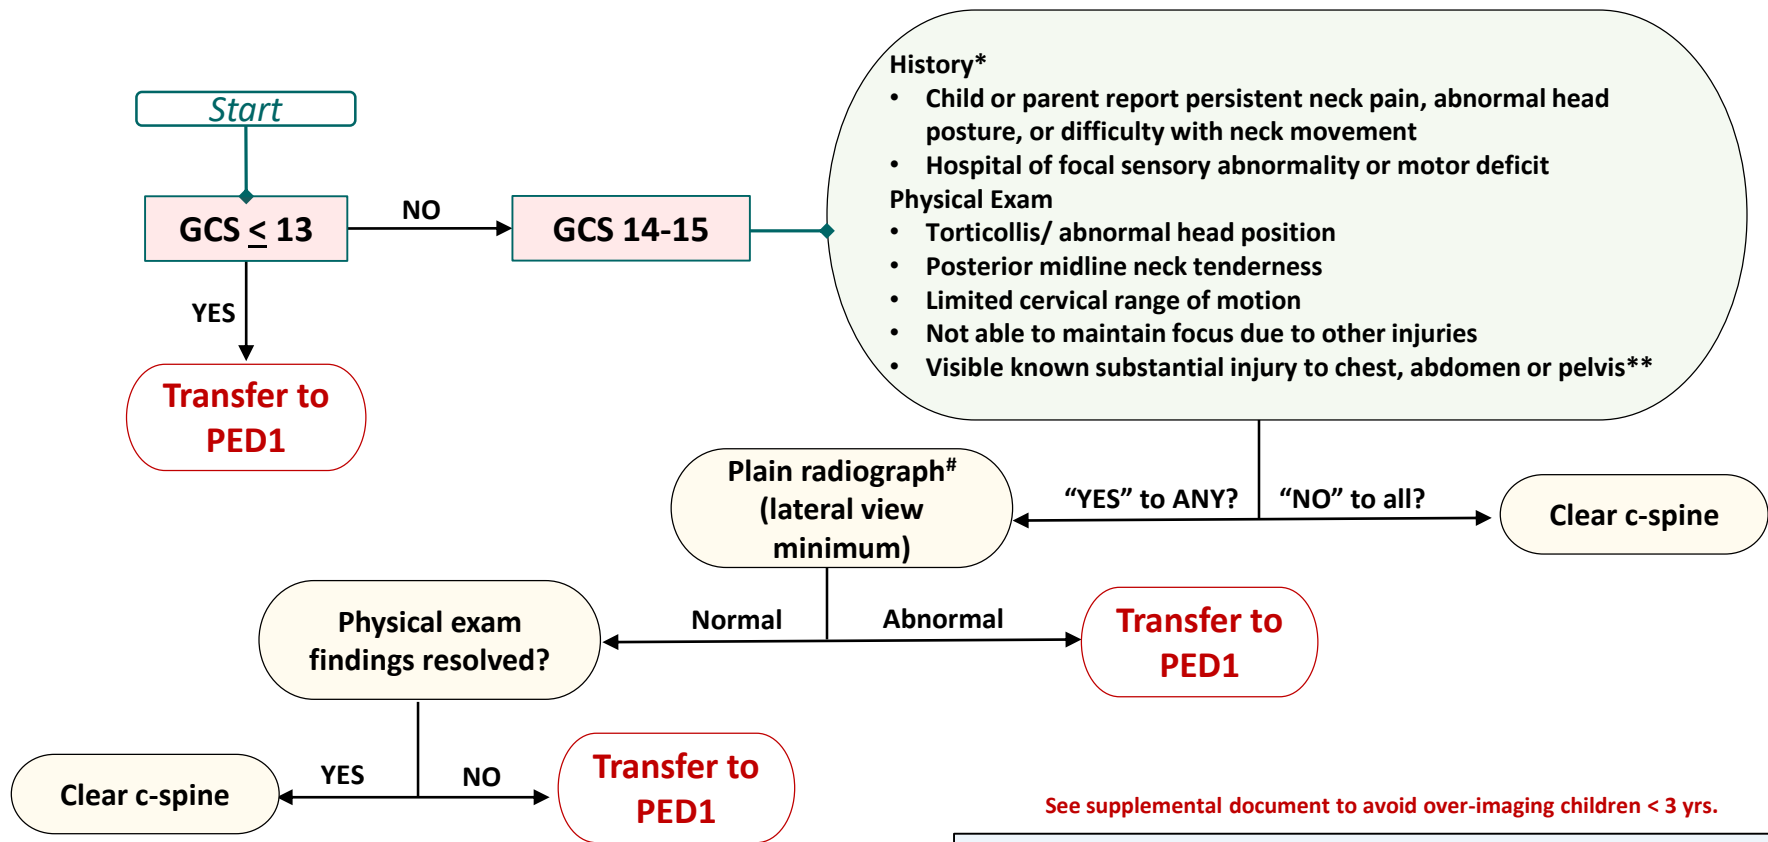 Start
GCS ≤ 13
NO
GCS 14-15
YES
Transfer to
PED1
History*
• Child or parent report persistent neck pain, abnormal head
posture, or difficulty with neck movement
• Hospital of focal sensory abnormality or motor deficit
Physical Exam
• Torticollis/ abnormal head position
• Posterior midline neck tenderness
• Limited cervical range of motion
• Not able to maintain focus due to other injuries
• Visible known substantial injury to chest, abdomen or pelvis**
"YES" to ANY?
"NO" to all?
Clear c-spine
Plain radiograph#
(lateral view
minimum)
Normal
Abnormal
Transfer to
PED1
Physical exam
findings resolved?
YES
NO
Clear c-spine
Transfer to
PED1
See supplemental document to avoid over-imaging children < 3 yrs.